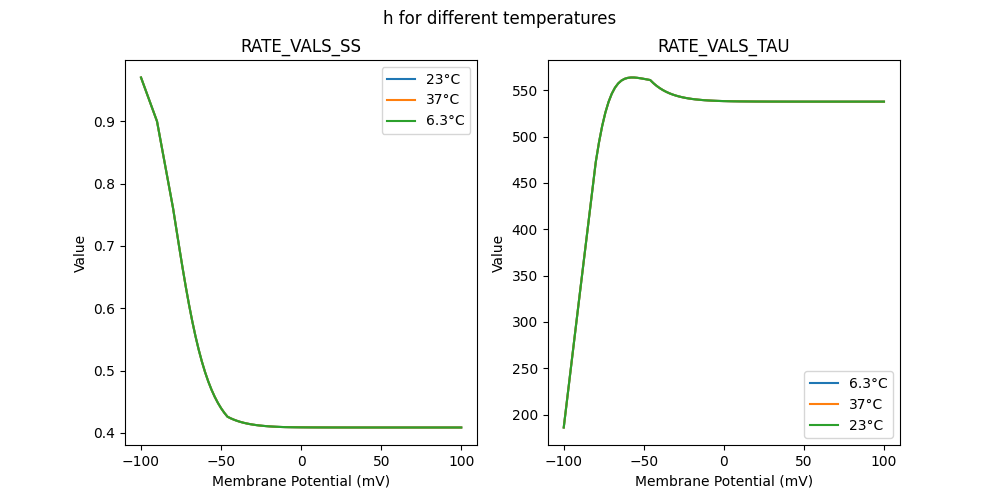 h for different temperatures
RATE_VALS_SS
23°C
37°C
6.3°C
0.9
0.8
0.7
0.6
0.5
0.4
Value
−100
−50
0
50
100
Membrane Potential (mV)
RATE_VALS_TAU
550
500
450
400
350
300
250
200
Value
6.3°C
37°C
23°C
−100
−50
0
50
100
Membrane Potential (mV)